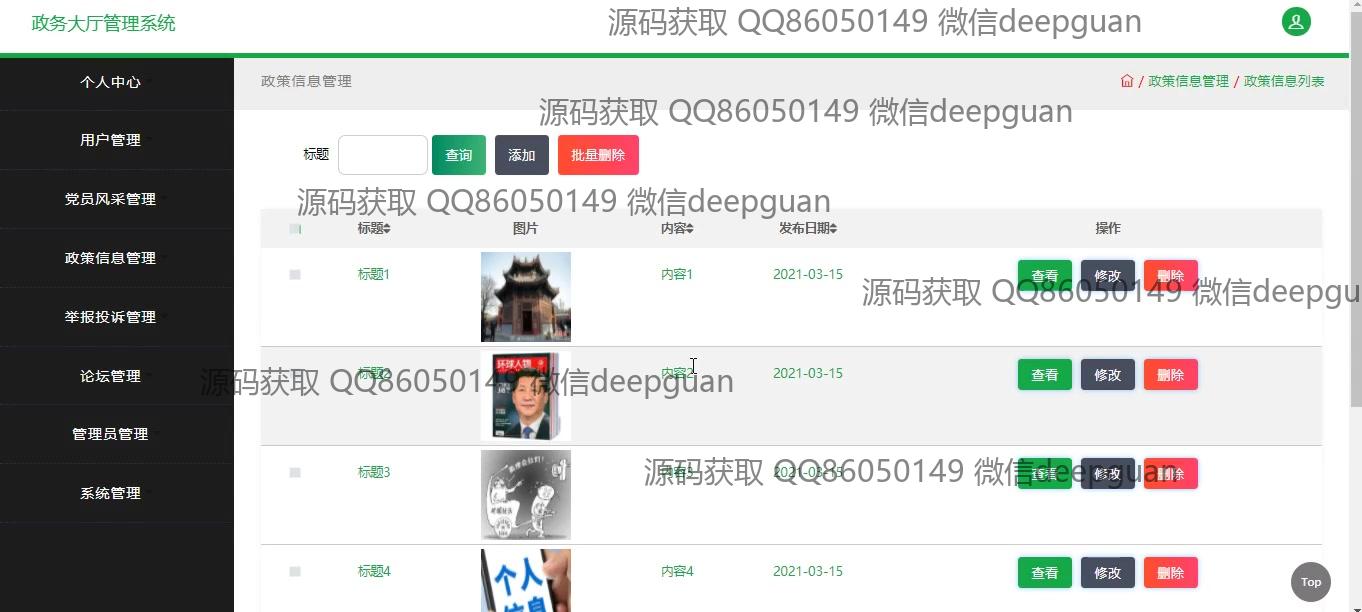 政务大厅管理系统
源码获取 QQ86050149 微信deepguan
个人中心
用户管理
党员风采管理
政策信息管理
举报投诉管理
论坛管理
管理员管理
系统管理
政策信息管理
/ 政策信息管理 / 政策信息列表
源码获取 QQ86050149 微信deepguan
标题 查询 添加 批量删除
源码获取 QQ86050149 微信deepguan
标题 图片 内容 发布日期 操作
标题1 内容1 2021-03-15 查看 修改 删除
源码获取 QQ86050149 微信deepgu
标题2 内容2 2021-03-15 查看 修改 删除
环球人物
源码获取 QQ86050149 微信deepguan
标题3 内容3 2021-03-15 查看 修改 删除
源码获取 QQ86050149 微信deepguan
标题4 内容4 2021-03-15 查看 修改 删除
个人
信息
Top